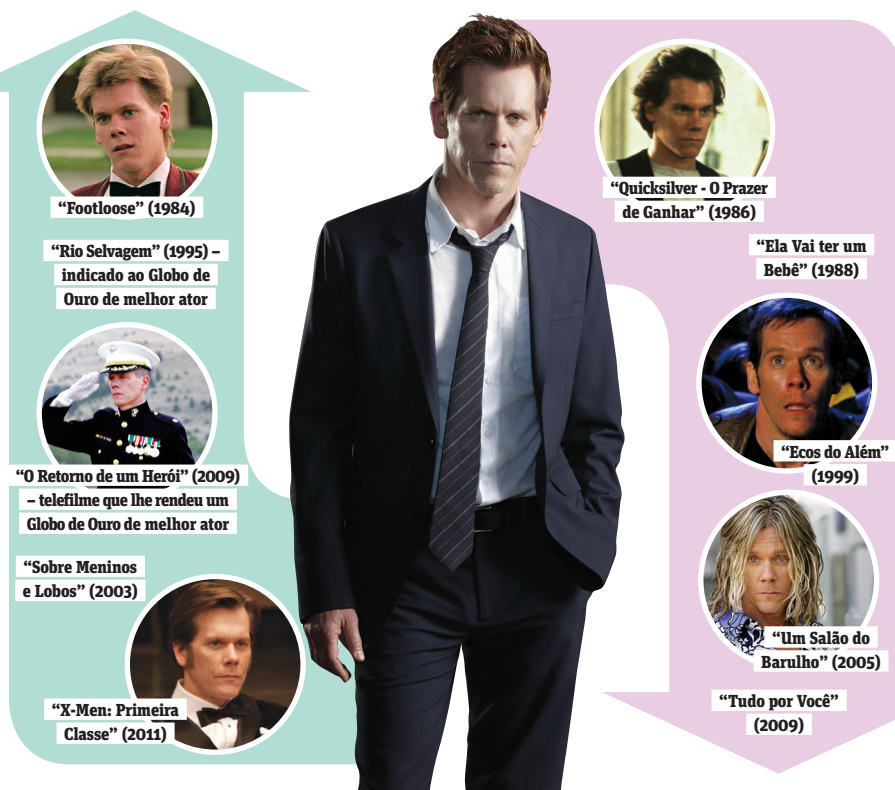 “Footloose” (1984)
“Rio Selvagem” (1995) –
indicado ao Globo de
Ouro de melhor ator
“O Retorno de um Herói” (2009)
– telefilme que lhe rendeu um
Globo de Ouro de melhor ator
“Sobre Meninos
e Lobos” (2003)
“X-Men: Primeira
Classe” (2011)
“Quicksilver - O Prazer
de Ganhar” (1986)
“Ela Vai ter um
Bebê” (1988)
“Ecos do Além”
(1999)
“Um Salão do
Barulho” (2005)
“Tudo por Você”
(2009)